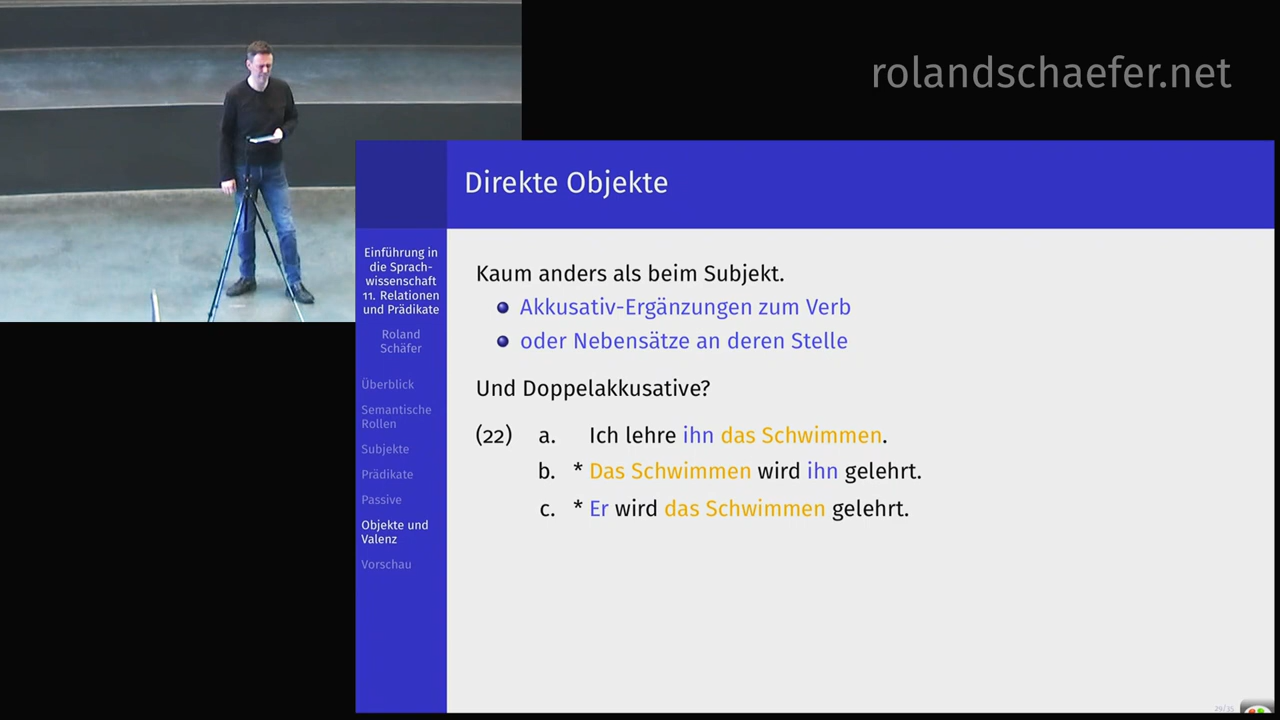 rolandschaefer.net
Direkte Objekte
Einführung in
die Sprach-
wissenschaft
11. Relationen
und Prädikate
Roland
Schäfer
Überblick
Semantische
Rollen
Subjekte
Prädikate
Passive
Objekte und
Valenz
Vorschau
Kaum anders als beim Subjekt.
Akkusativ-Ergänzungen zum Verb
oder Nebensätze an deren Stelle
Und Doppelakkusative?
(22) a. Ich lehre ihn das Schwimmen.
b. * Das Schwimmen wird ihn gelehrt.
c. * Er wird das Schwimmen gelehrt.
29/35